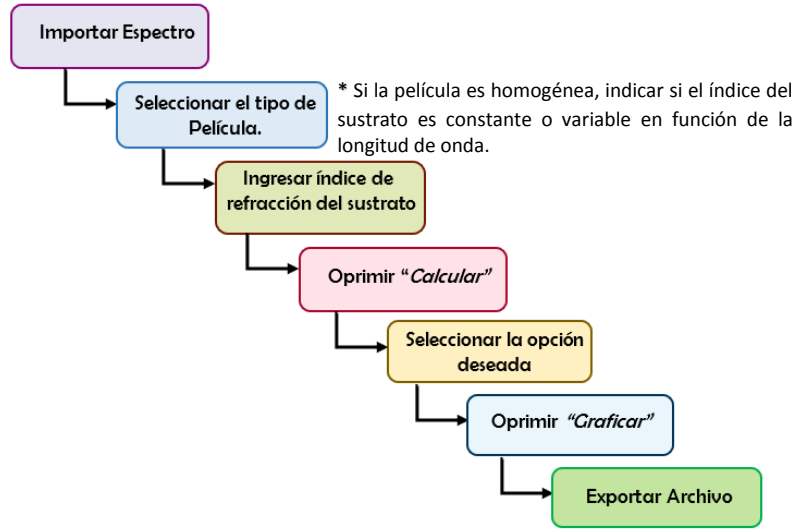 Importar Espectro
Seleccionar el tipo de
Película.
* Si la película es homogénea, indicar si el índice del
sustrato es constante o variable en función de la
longitud de onda.
Ingresar índice de
refracción del sustrato
Oprimir “Calcular”
Seleccionar la opción
deseada
Oprimir “Graficar”
Exportar Archivo